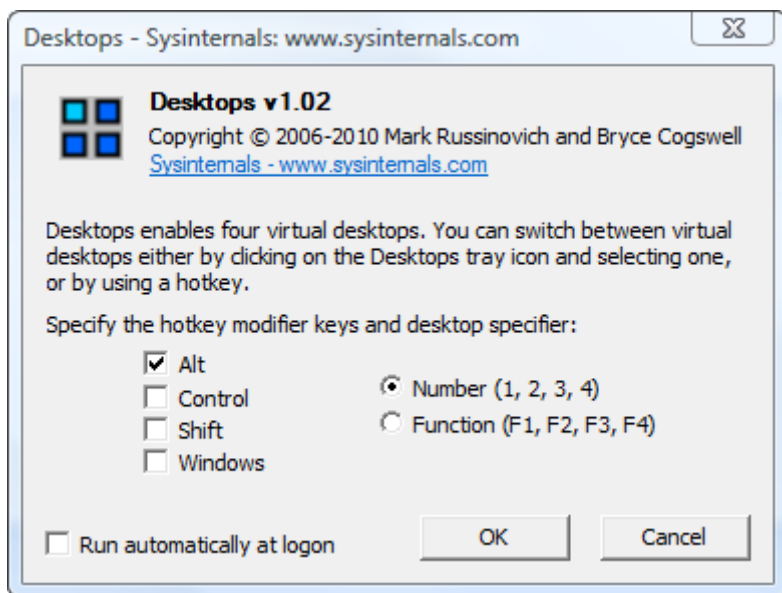 Desktops - Sysinternals: www.sysinternals.com
Desktops v1.02
Copyright © 2006-2010 Mark Russinovich and Bryce Cogswell
Sysinternals - www.sysinternals.com
Desktops enables four virtual desktops. You can switch between virtual
desktops either by clicking on the Desktops tray icon and selecting one,
or by using a hotkey.
Specify the hotkey modifier keys and desktop specifier:
Alt
Control
Shift
Windows
Number (1, 2, 3, 4)
Function (F1, F2, F3, F4)
Run automatically at logon
OK
Cancel